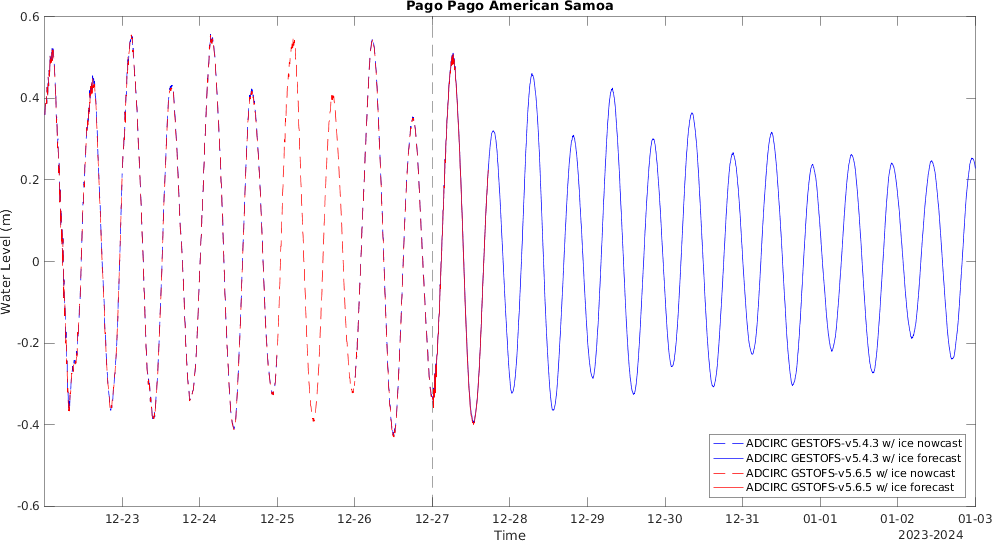 Pago Pago American Samoa
0.6
0.4
0.2
0
-0.2
-0.4
-0.6
Water Level (m)
ADCIRC GESTOFS-v5.4.3 w/ ice nowcast
ADCIRC GESTOFS-v5.4.3 w/ ice forecast
ADCIRC GSTOFS-v5.6.5 w/ ice nowcast
ADCIRC GSTOFS-v5.6.5 w/ ice forecast
12-23 12-24 12-25 12-26 12-27 12-28 12-29 12-30 12-31 01-01 01-02 01-03
Time
2023-2024